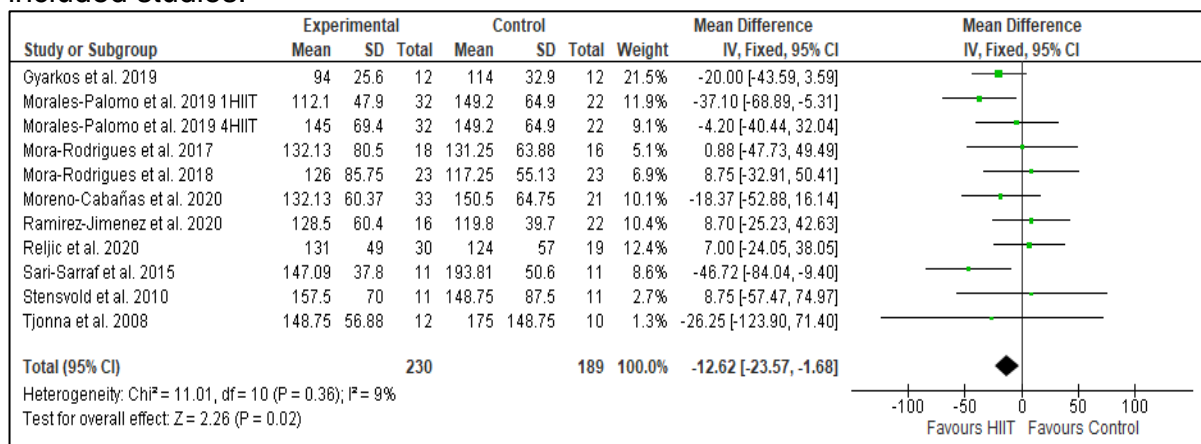 included studies.
Experimental Control Mean Difference Mean Difference
Study or Subgroup Mean SD Total Mean SD Total Weight IV, Fixed, 95% CI IV, Fixed, 95% CI
Gyarkos et al. 2019 94 25.6 12 114 32.9 12 21.5% -20.00 [-43.59, 3.59]
Morales-Palomo et al. 2019 1HIIT 112.1 47.9 32 149.2 64.9 22 11.9% -37.10 [-68.89, -5.31]
Morales-Palomo et al. 2019 4HIIT 145 69.4 32 149.2 64.9 22 9.1% -4.20 [-40.44, 32.04]
Mora-Rodrigues et al. 2017 132.13 80.5 18 131.25 63.88 16 5.1% 0.88 [-47.73, 49.49]
Mora-Rodrigues et al. 2018 126 85.75 23 117.25 55.13 23 6.9% 8.75 [-32.91, 50.41]
Moreno-Cabañas et al. 2020 132.13 60.37 33 150.5 64.75 21 10.1% -18.37 [-52.88, 16.14]
Ramirez-Jimenez et al. 2020 128.5 60.4 16 119.8 39.7 22 10.4% 8.70 [-25.23, 42.63]
Reljic et al. 2020 131 49 30 124 57 19 12.4% 7.00 [-24.05, 38.05]
Sari-Sarraf et al. 2015 147.09 37.8 11 193.81 50.6 11 8.6% -46.72 [-84.04, -9.40]
Stensvold et al. 2010 157.5 70 11 148.75 87.5 11 2.7% 8.75 [-57.47, 74.97]
Tjonna et al. 2008 148.75 56.88 12 175 148.75 10 1.3% -26.25 [-123.90, 71.40]
Total (95% CI) 230 189 100.0% -12.62 [-23.57, -1.68]
Heterogeneity: Chi² = 11.01, df = 10 (P = 0.36); I² = 9%
Test for overall effect: Z = 2.26 (P = 0.02)
-100 -50 0 50 100
Favours HIIT Favours Control